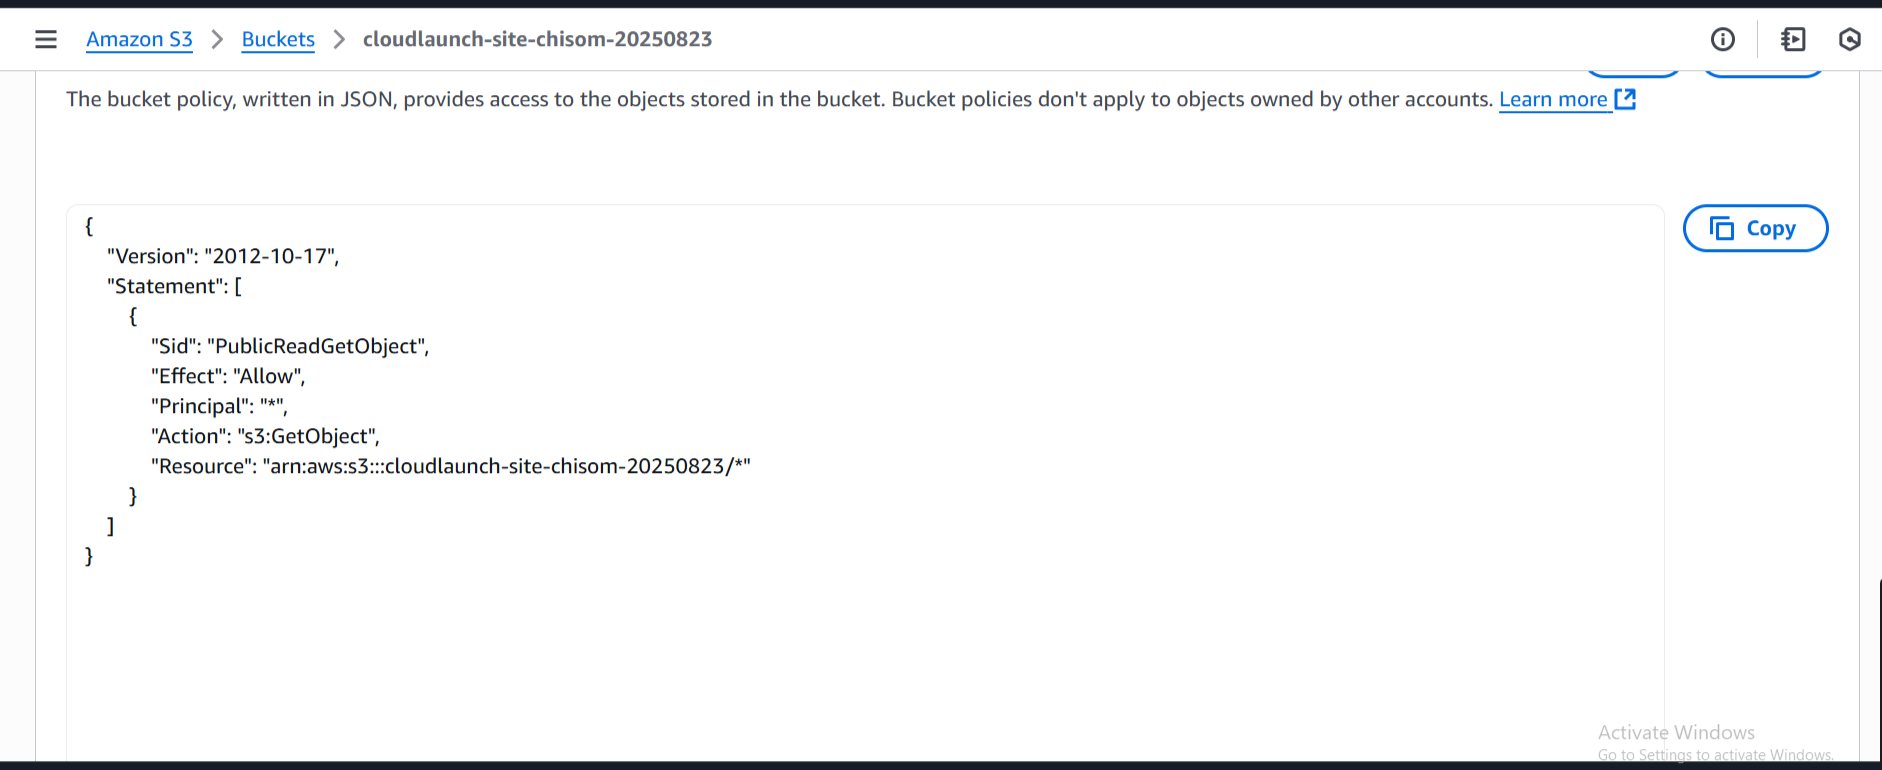 Amazon S3 > Buckets > cloudlaunch-site-chisom-20250823
The bucket policy, written in JSON, provides access to the objects stored in the bucket. Bucket policies don't apply to objects owned by other accounts. Learn more
Copy
{
"Version": "2012-10-17",
"Statement": [
{
"Sid": "PublicReadGetObject",
"Effect": "Allow",
"Principal": "*",
"Action": "s3:GetObject",
"Resource": "arn:aws:s3:::cloudlaunch-site-chisom-20250823/*"
}
]
}
Activate Windows
Go to Settings to activate Windows.